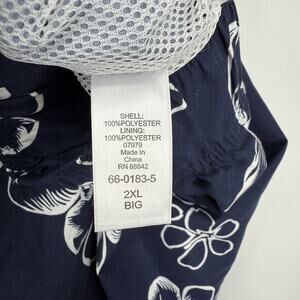 SHELL:
100%POLYESTER
LINING:
100%POLYESTER
07979
Made In
China
RN 88842
66-0183-5
2XL
BIG